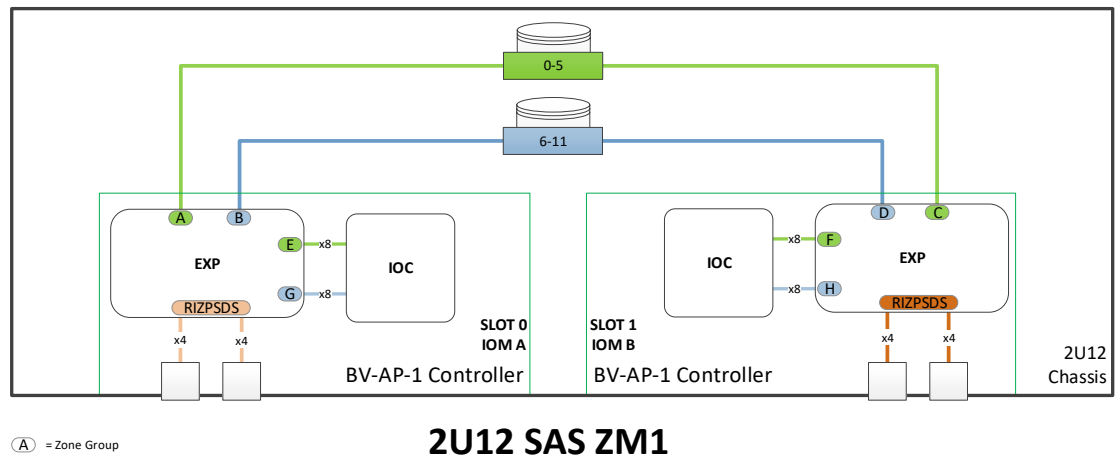 0-5
6-11
A
B
D
C
E
x8
F
x8
EXP
IOC
IOC
EXP
G
x8
H
x8
RIZPSDS
RIZPSDS
SLOT 0
IOM A
SLOT 1
IOM B
x4
x4
x4
x4
BV-AP-1 Controller
BV-AP-1 Controller
2U12
Chassis
A = Zone Group
2U12 SAS ZM1